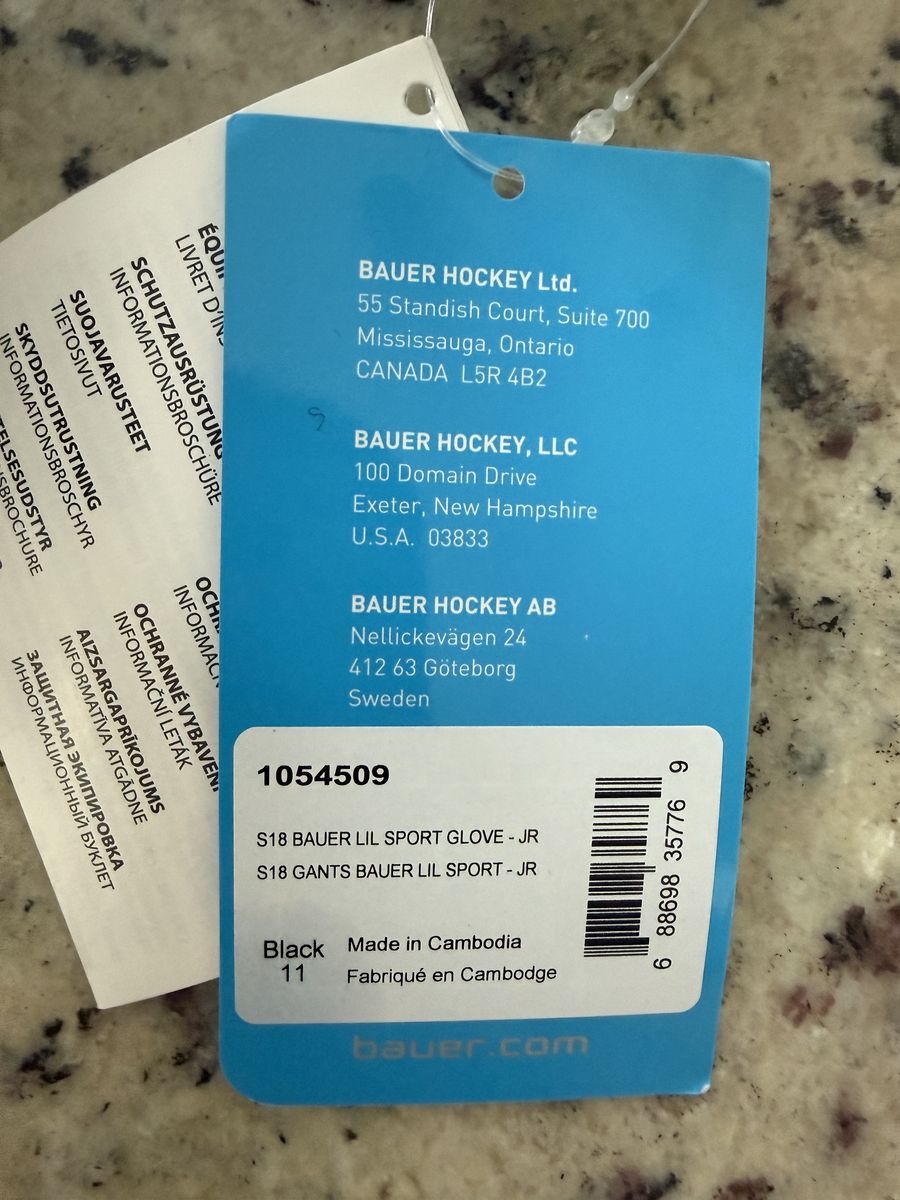 BAUER HOCKEY Ltd.
55 Standish Court, Suite 700
Mississauga, Ontario
CANADA L5R 4B2
BAUER HOCKEY, LLC
100 Domain Drive
Exeter, New Hampshire
U.S.A. 03833
BAUER HOCKEY AB
Nellickevägen 24
412 63 Göteborg
Sweden
1054509
S18 BAUER LIL SPORT GLOVE - JR
S18 GANTS BAUER LIL SPORT - JR
Black
11
Made in Cambodia
Fabriqué en Cambodge
6 88698 35776 9
bauer.com
LIVRET
SCHUTZAUSRÜSTUNG
INFORMATIONSBROSCHÜRE
SUOJAVARUSTEET
TIETOSIVUT
SKYDDSUTRUSTNING
INFORMATIONSBROSCHYR
OCHRANNÉ
INFORMAČNÍ LETÁK
AIZSARGAPRĪKOJUMS
INFORMATĪVA ATGĀDNE
ЗАЩИТНАЯ ЭКИПИРОВКА
ИНФОРМАЦИОННЫЙ БУКЛЕТ